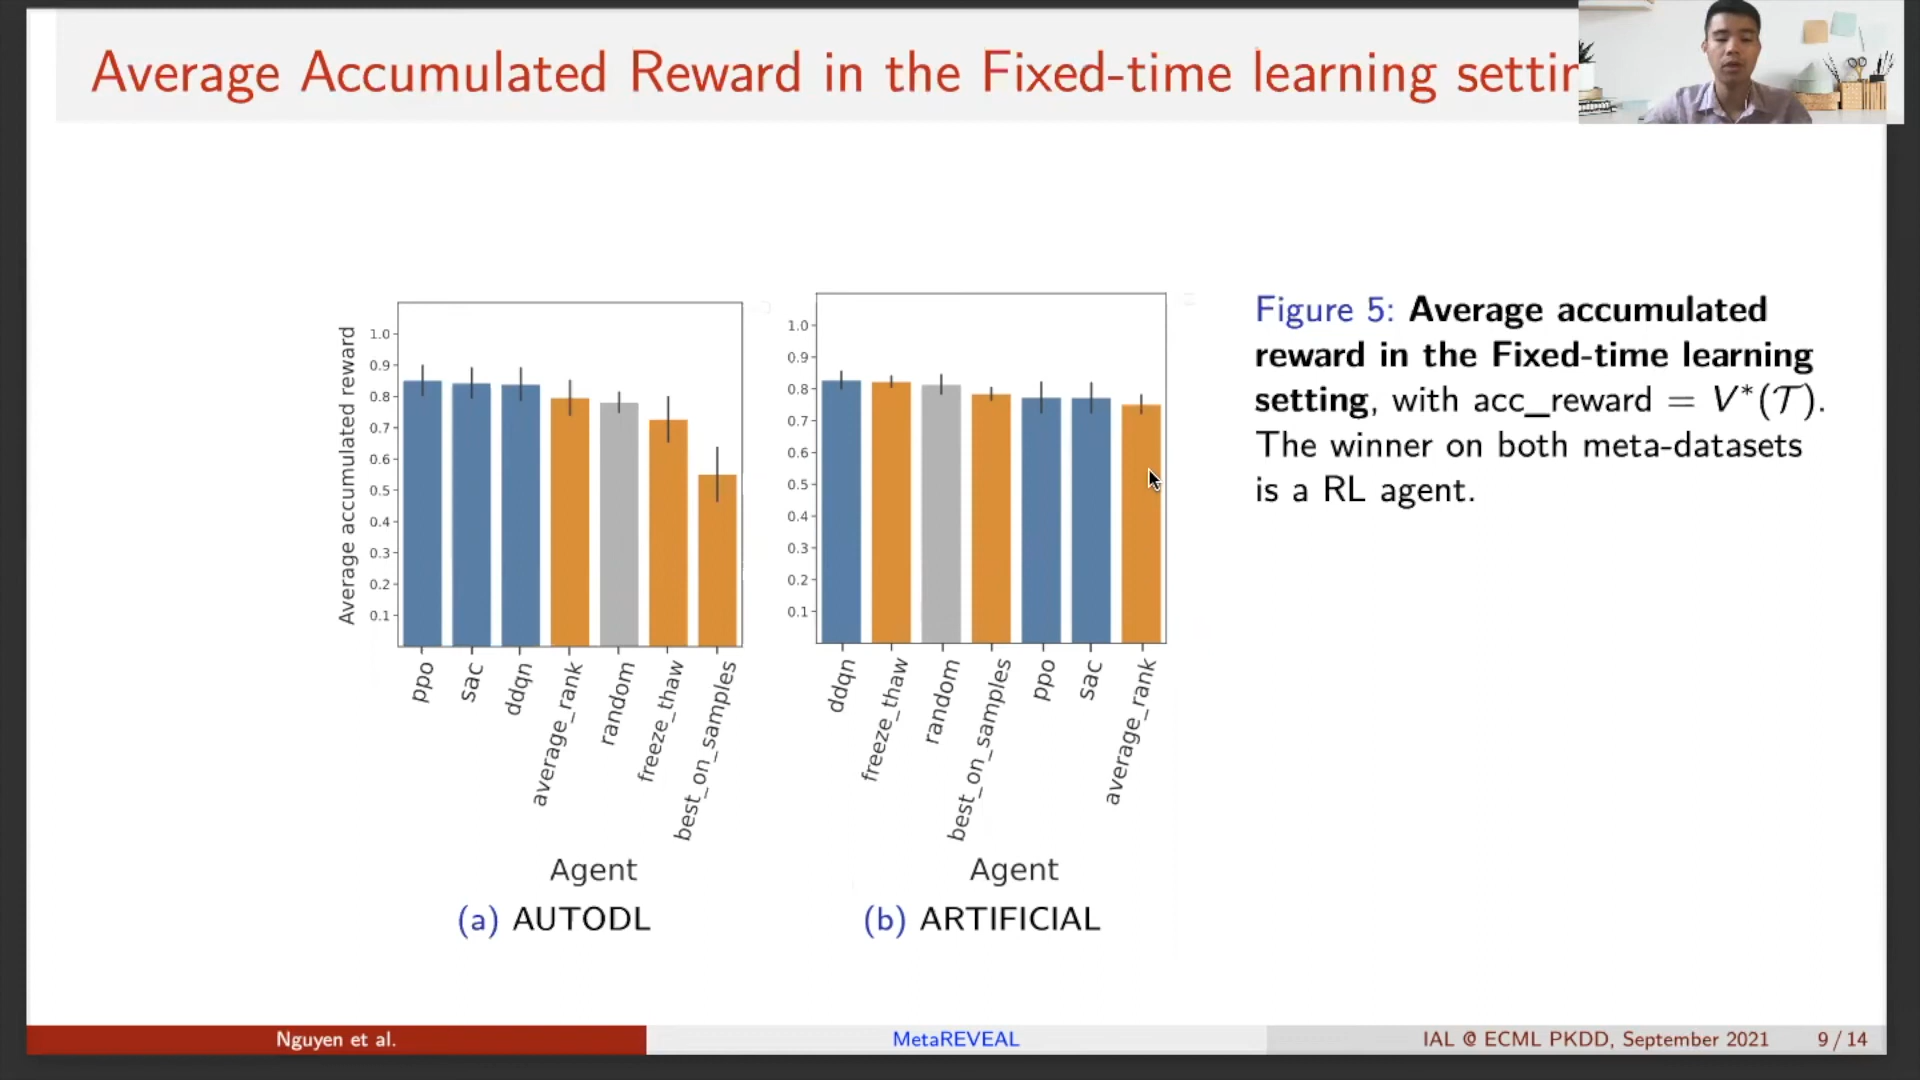 Average Accumulated Reward in the Fixed-time learning settin
Average accumulated reward
1.0
0.9
0.8
0.7
0.6
0.5
0.4
0.3
0.2
0.1
ppo
sac
ddqn
average_rank
random
freeze_thaw
best_on_samples
Agent
(a) AUTODL
1.0
0.9
0.8
0.7
0.6
0.5
0.4
0.3
0.2
0.1
ddqn
freeze_thaw
random
best_on_samples
ppo
sac
average_rank
Agent
(b) ARTIFICIAL
Figure 5: Average accumulated
reward in the Fixed-time learning
setting, with acc_reward = V*(𝒯).
The winner on both meta-datasets
is a RL agent.
Nguyen et al.
MetaREVEAL
IAL @ ECML PKDD, September 2021
9 / 14